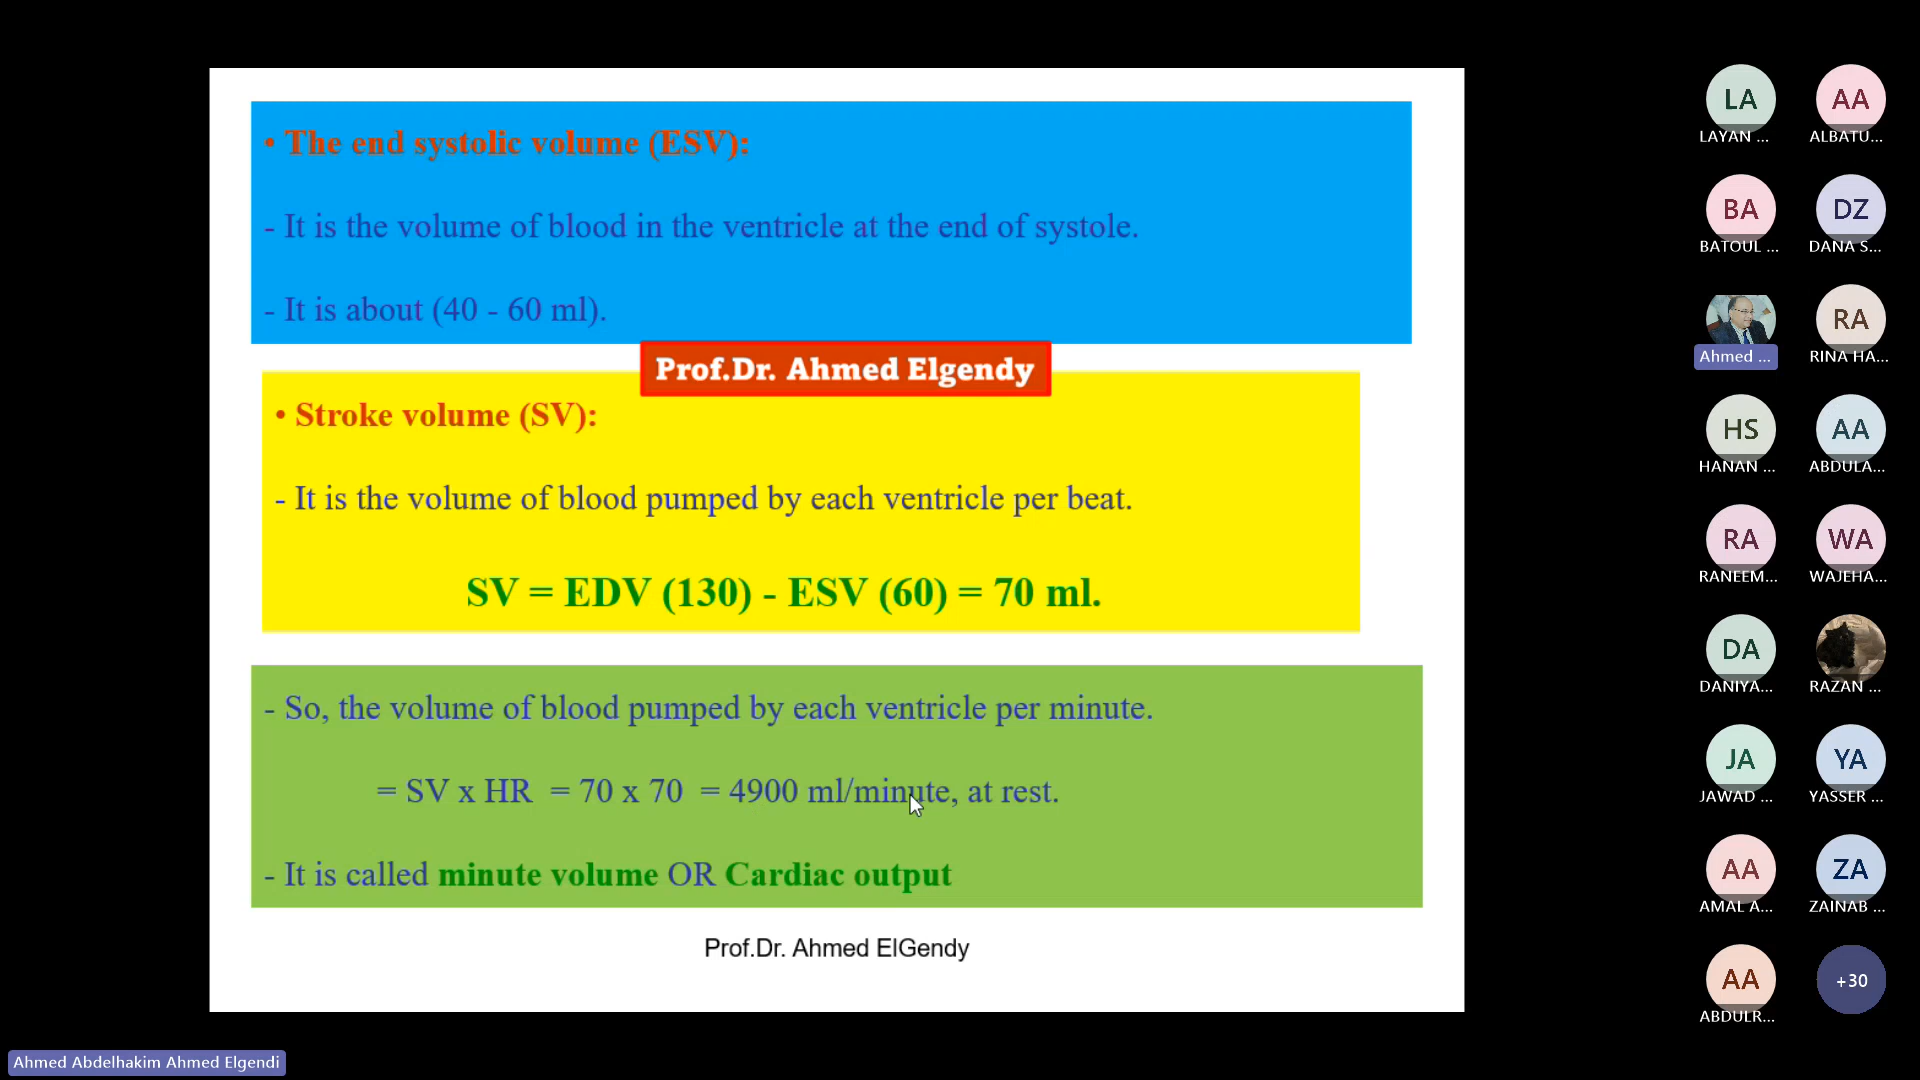 • The end systolic volume (ESV):
- It is the volume of blood in the ventricle at the end of systole.
- It is about (40 - 60 ml).
Prof.Dr. Ahmed Elgendy
• Stroke volume (SV):
- It is the volume of blood pumped by each ventricle per beat.
SV = EDV (130) - ESV (60) = 70 ml.
- So, the volume of blood pumped by each ventricle per minute.
= SV x HR = 70 x 70 = 4900 ml/minute, at rest.
- It is called minute volume OR Cardiac output
Prof.Dr. Ahmed ElGendy
Ahmed Abdelhakim Ahmed Elgendi
LA AA
LAYAN ... ALBATU...
BA DZ
BATOUL ... DANA S...
RA
Ahmed ... RINA HA...
HS AA
HANAN ... ABDULA...
RA WA
RANEEM... WAJEHA...
DA
DANIYA... RAZAN ...
JA YA
JAWAD ... YASSER ...
AA ZA
AMAL A... ZAINAB ...
AA +30
ABDULR...